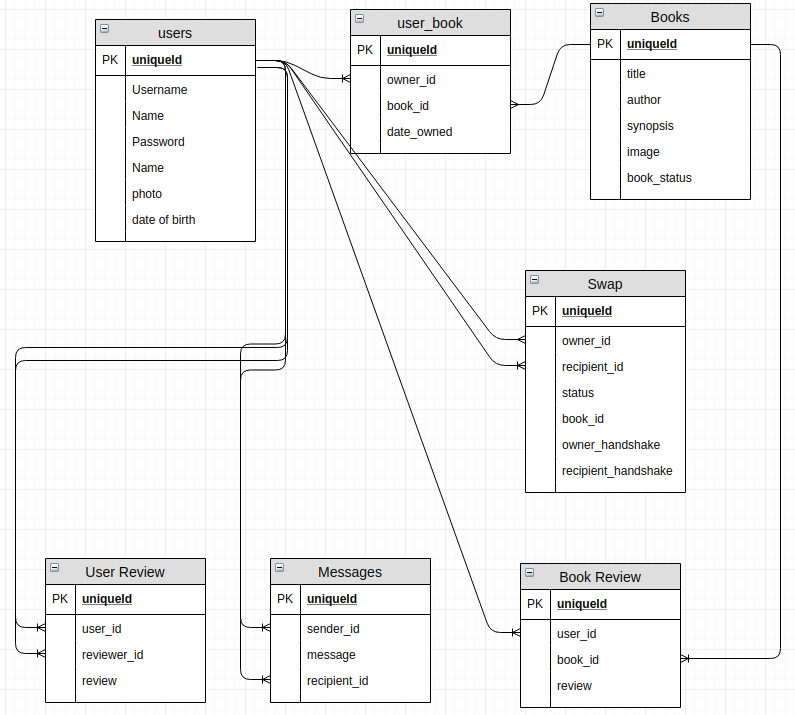 users
PK uniqueId
Username
Name
Password
Name
photo
date of birth
user_book
PK uniqueId
owner_id
book_id
date_owned
Books
PK uniqueId
title
author
synopsis
image
book_status
Swap
PK uniqueId
owner_id
recipient_id
status
book_id
owner_handshake
recipient_handshake
User Review
PK uniqueId
user_id
reviewer_id
review
Messages
PK uniqueId
sender_id
message
recipient_id
Book Review
PK uniqueId
user_id
book_id
review